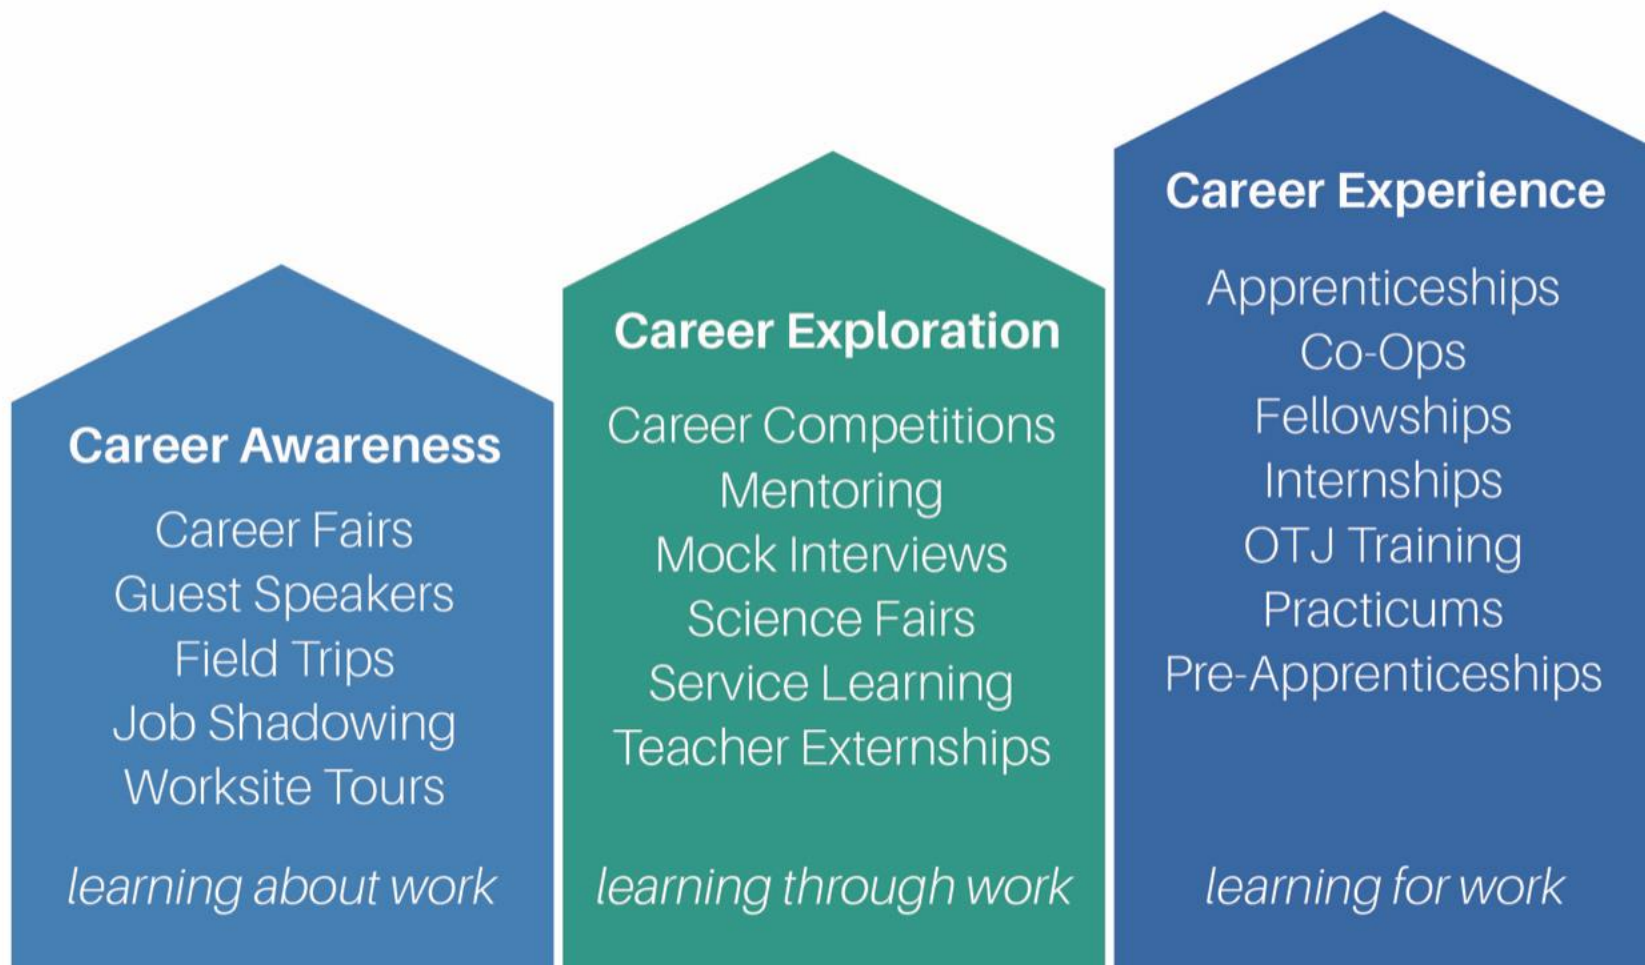 Career Awareness
Career Fairs
Guest Speakers
Field Trips
Job Shadowing
Worksite Tours
learning about work
Career Exploration
Career Competitions
Mentoring
Mock Interviews
Science Fairs
Service Learning
Teacher Externships
learning through work
Career Experience
Apprenticeships
Co-Ops
Fellowships
Internships
OTJ Training
Practicums
Pre-Apprenticeships
learning for work